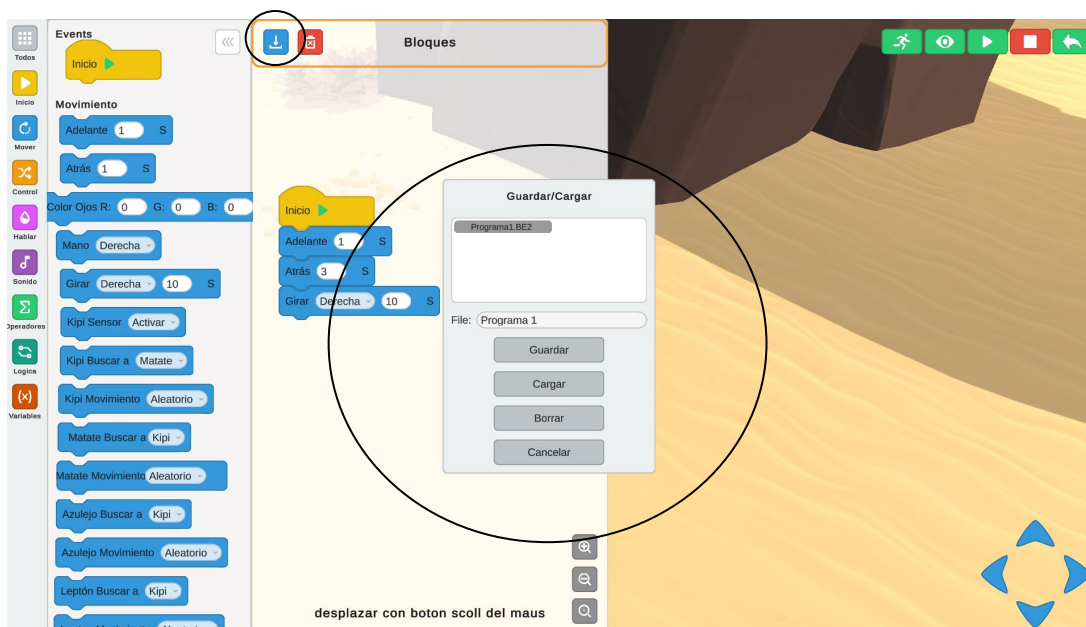 Todos
Inicio
Mover
Control
Hablar
Sonido
Operadores
Logica
(x)
Variables
Events
Inicio
Movimiento
Adelante 1 S
Atrás 1 S
Color Ojos R: 0 G: 0 B: 0
Mano Derecha
Girar Derecha 10 S
Kipi Sensor Activar
Kipi Buscar a Matate
Kipi Movimiento Aleatorio
Matate Buscar a Kipi
Matate Movimiento Aleatorio
Azulejo Buscar a Kipi
Azulejo Movimiento Aleatorio
Leptón Buscar a Kipi
Bloques
Inicio
Adelante 1 S
Atrás 3 S
Girar Derecha 10 S
Guardar/Cargar
Programa1.BE2
File: Programa 1
Guardar
Cargar
Borrar
Cancelar
desplazar con boton scoll del maus